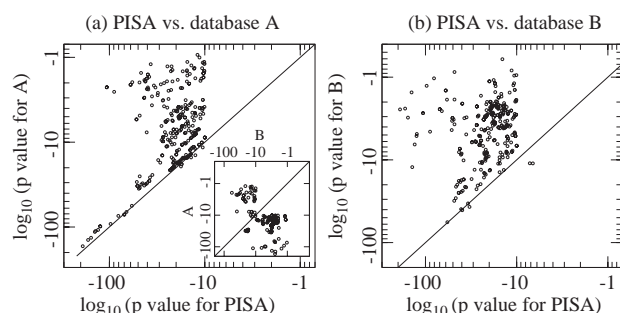 (a) PISA vs. database A
(b) PISA vs. database B
log10 (p value for A)
-1
-10
-100
-100
-10
-1
log10 (p value for PISA)
B
-100 -10 -1
A
-1
-10
-100
log10 (p value for B)
-1
-10
-100
-100
-10
-1
log10 (p value for PISA)